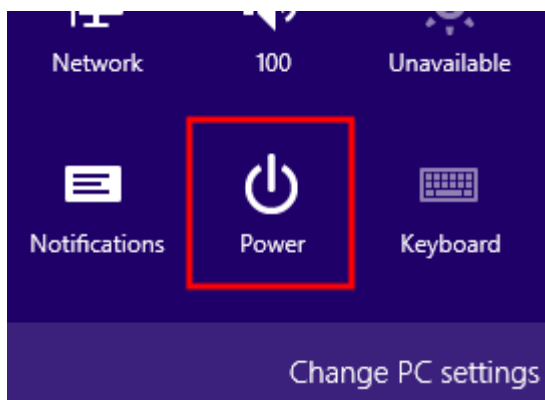 Network 100 Unavailable
Notifications Power Keyboard
Change PC settings